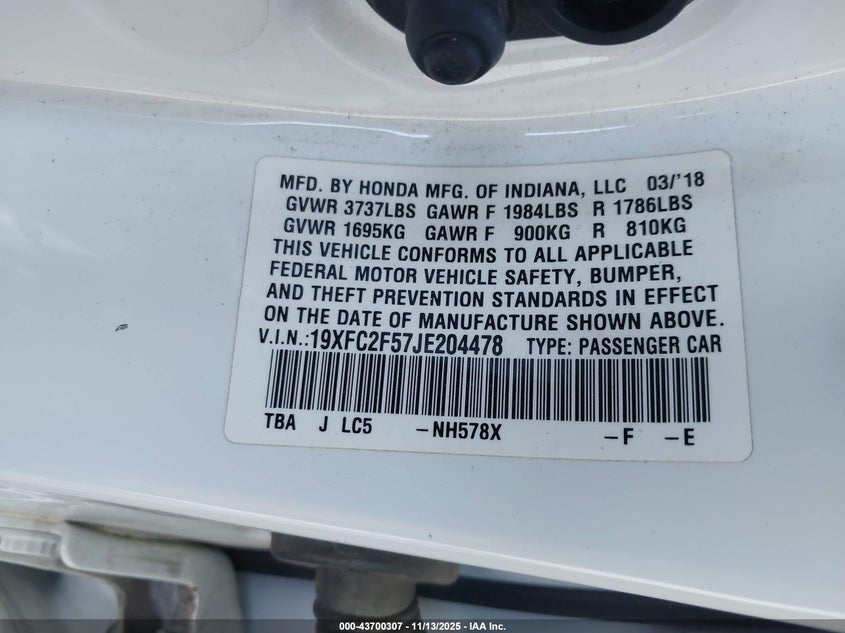 MFD. BY HONDA MFG. OF INDIANA, LLC 03/'18
GVWR 3737LBS GAWR F 1984LBS R 1786LBS
GVWR 1695KG GAWR F 900KG R 810KG
THIS VEHICLE CONFORMS TO ALL APPLICABLE
FEDERAL MOTOR VEHICLE SAFETY, BUMPER,
AND THEFT PREVENTION STANDARDS IN EFFECT
ON THE DATE OF MANUFACTURE SHOWN ABOVE.
V.I.N.:19XFC2F57JE204478 TYPE: PASSENGER CAR
TBA J LC5 -NH578X -F -E
000-43700307 - 11/13/2025 - IAA Inc.